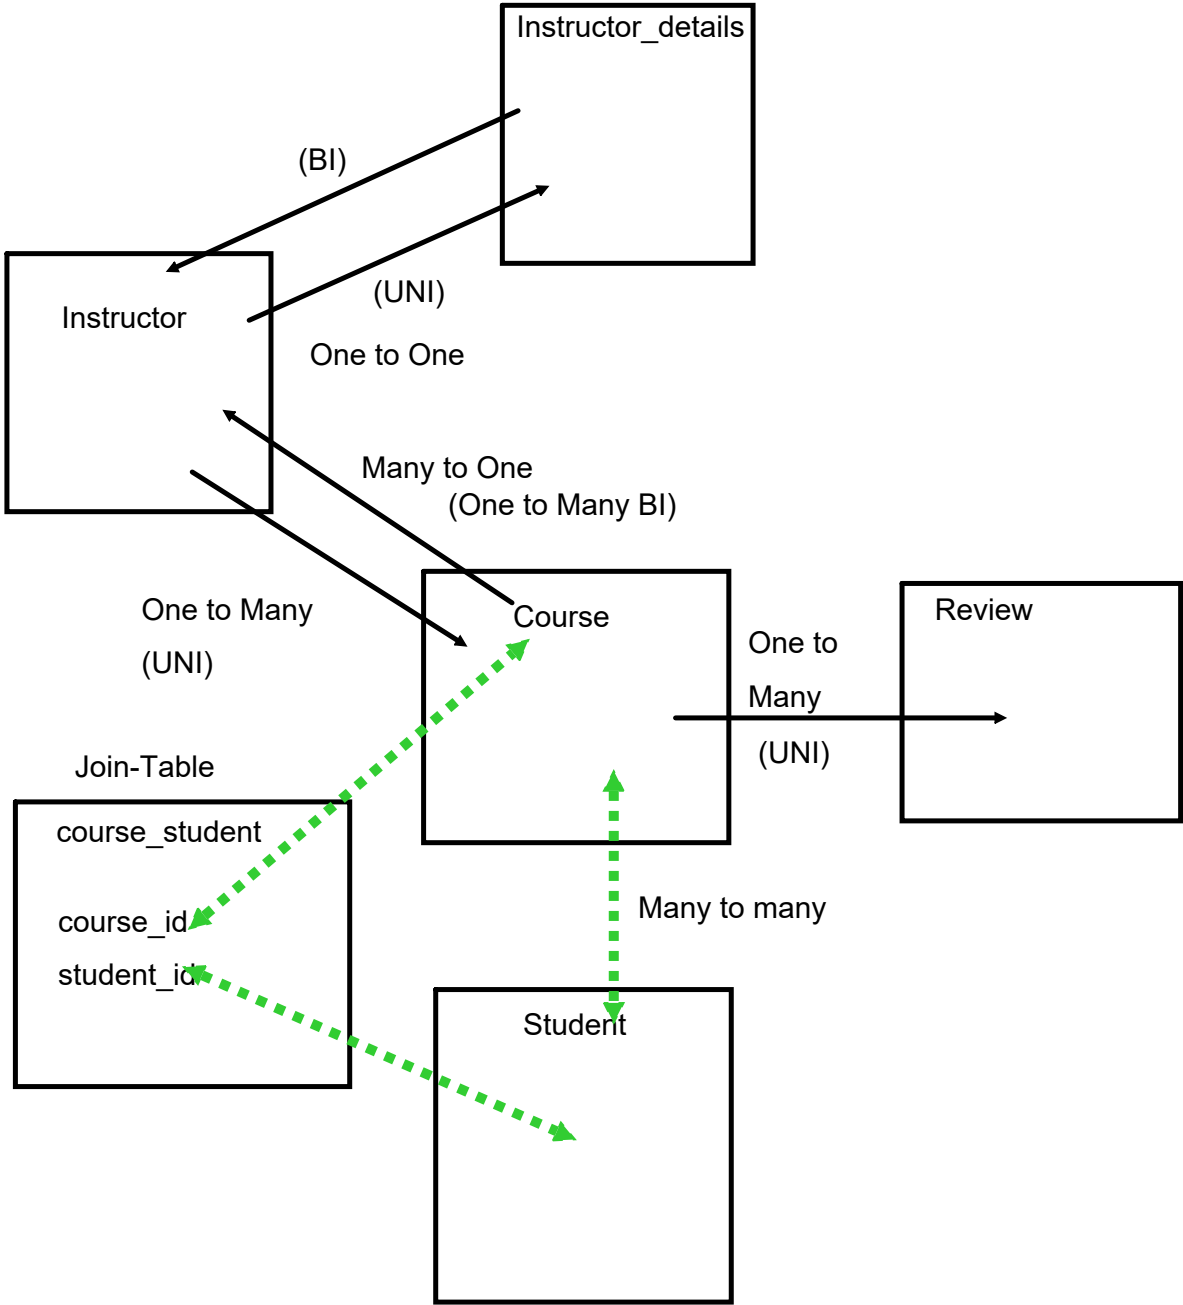 Instructor_details
(BI)
(UNI)
Instructor
One to One
Many to One
(One to Many BI)
One to Many
(UNI)
Course
Review
One to
Many
(UNI)
Join-Table
course_student
course_id
student_id
Many to many
Student